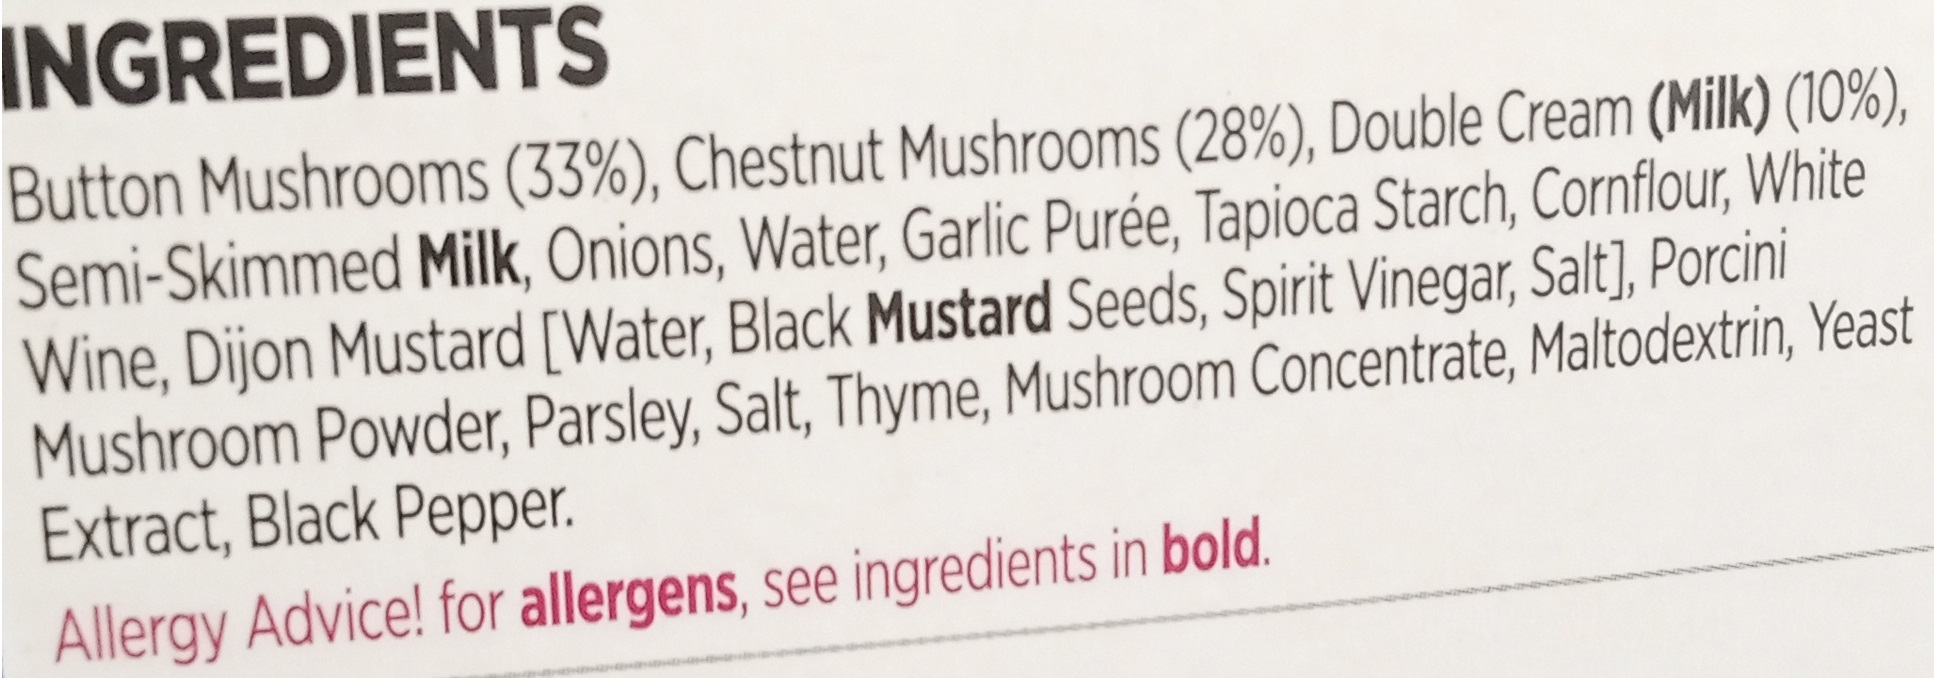 INGREDIENTS
Button Mushrooms (33%), Chestnut Mushrooms (28%), Double Cream (Milk) (10%),
Semi-Skimmed Milk, Onions, Water, Garlic Purée, Tapioca Starch, Cornflour, White
Wine, Dijon Mustard [Water, Black Mustard Seeds, Spirit Vinegar, Salt], Porcini
Mushroom Powder, Parsley, Salt, Thyme, Mushroom Concentrate, Maltodextrin, Yeast
Extract, Black Pepper.
Allergy Advice! for allergens, see ingredients in bold.